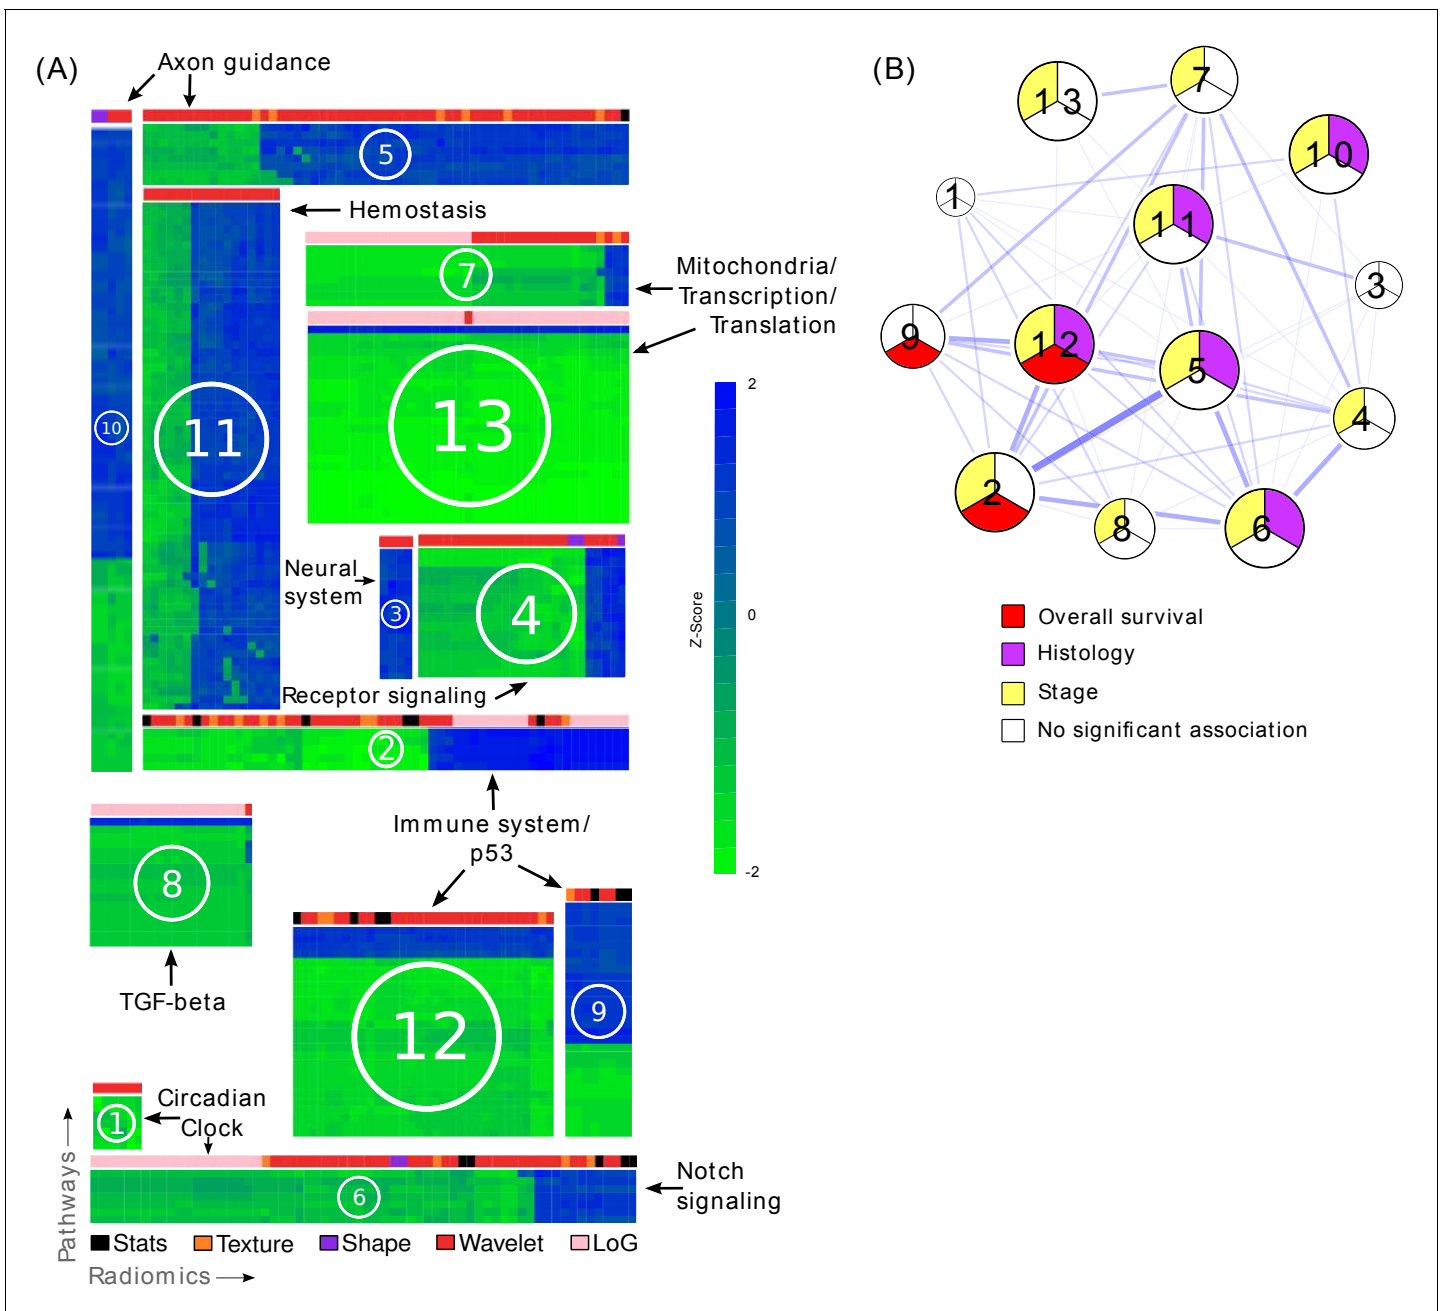 (A)
Axon guidance
5
Hemostasis
7
Mitochondria/
Transcription/
Translation
10
11
13
Neural
system
3
4
Receptor signaling
2
Immune system/
p53
8
TGF-beta
12
9
1
Circadian
Clock
6
Notch
signaling
Pathways
Stats
Texture
Shape
Wavelet
LoG
Radiomics
2
0
-2
Z-Score
(B)
13
7
10
1
11
3
9
12
5
4
2
8
6
Overall survival
Histology
Stage
No significant association